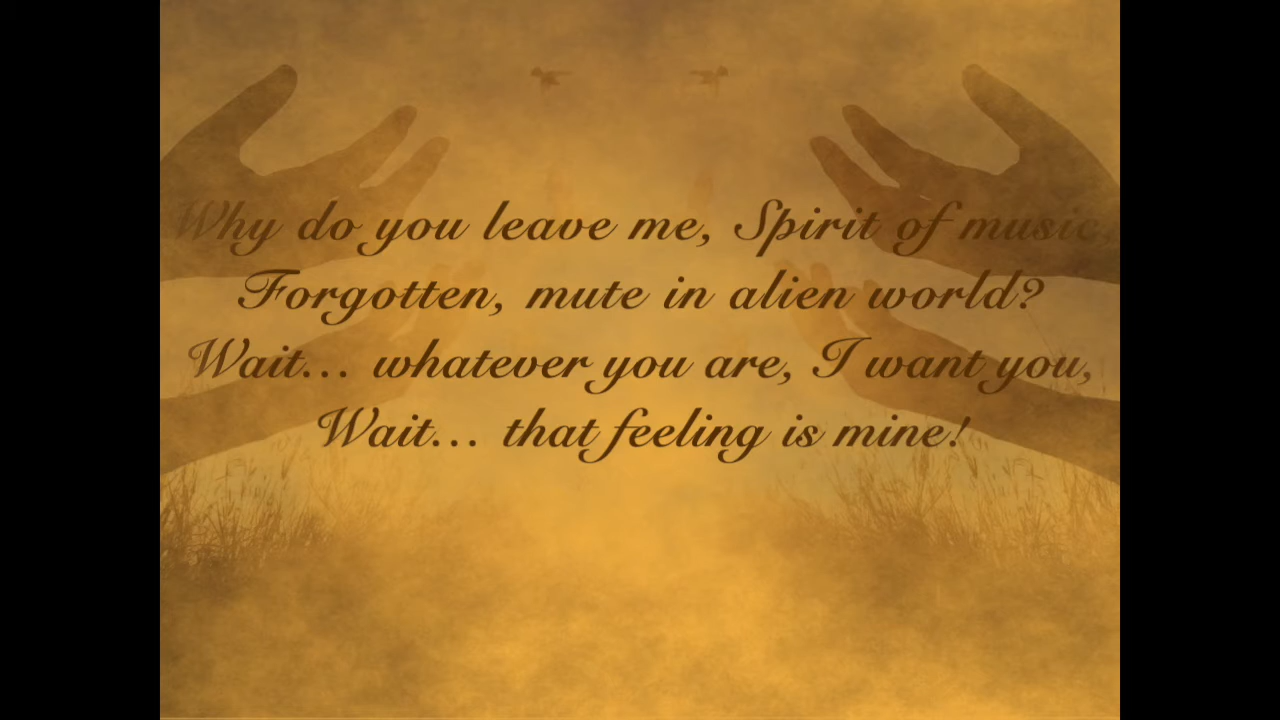 Why do you leave me, Spirit of music,
Forgotten, mute in alien world?
Wait... whatever you are, I want you,
Wait... that feeling is mine!